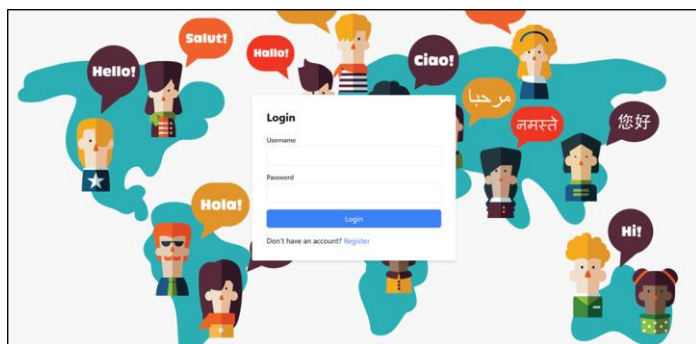 Salut!
Hello!
Hallo!
Ciao!
مرحبا
नमस्ते
您好
Login
Username
Password
Login
Don't have an account? Register
Hola!
Hi!